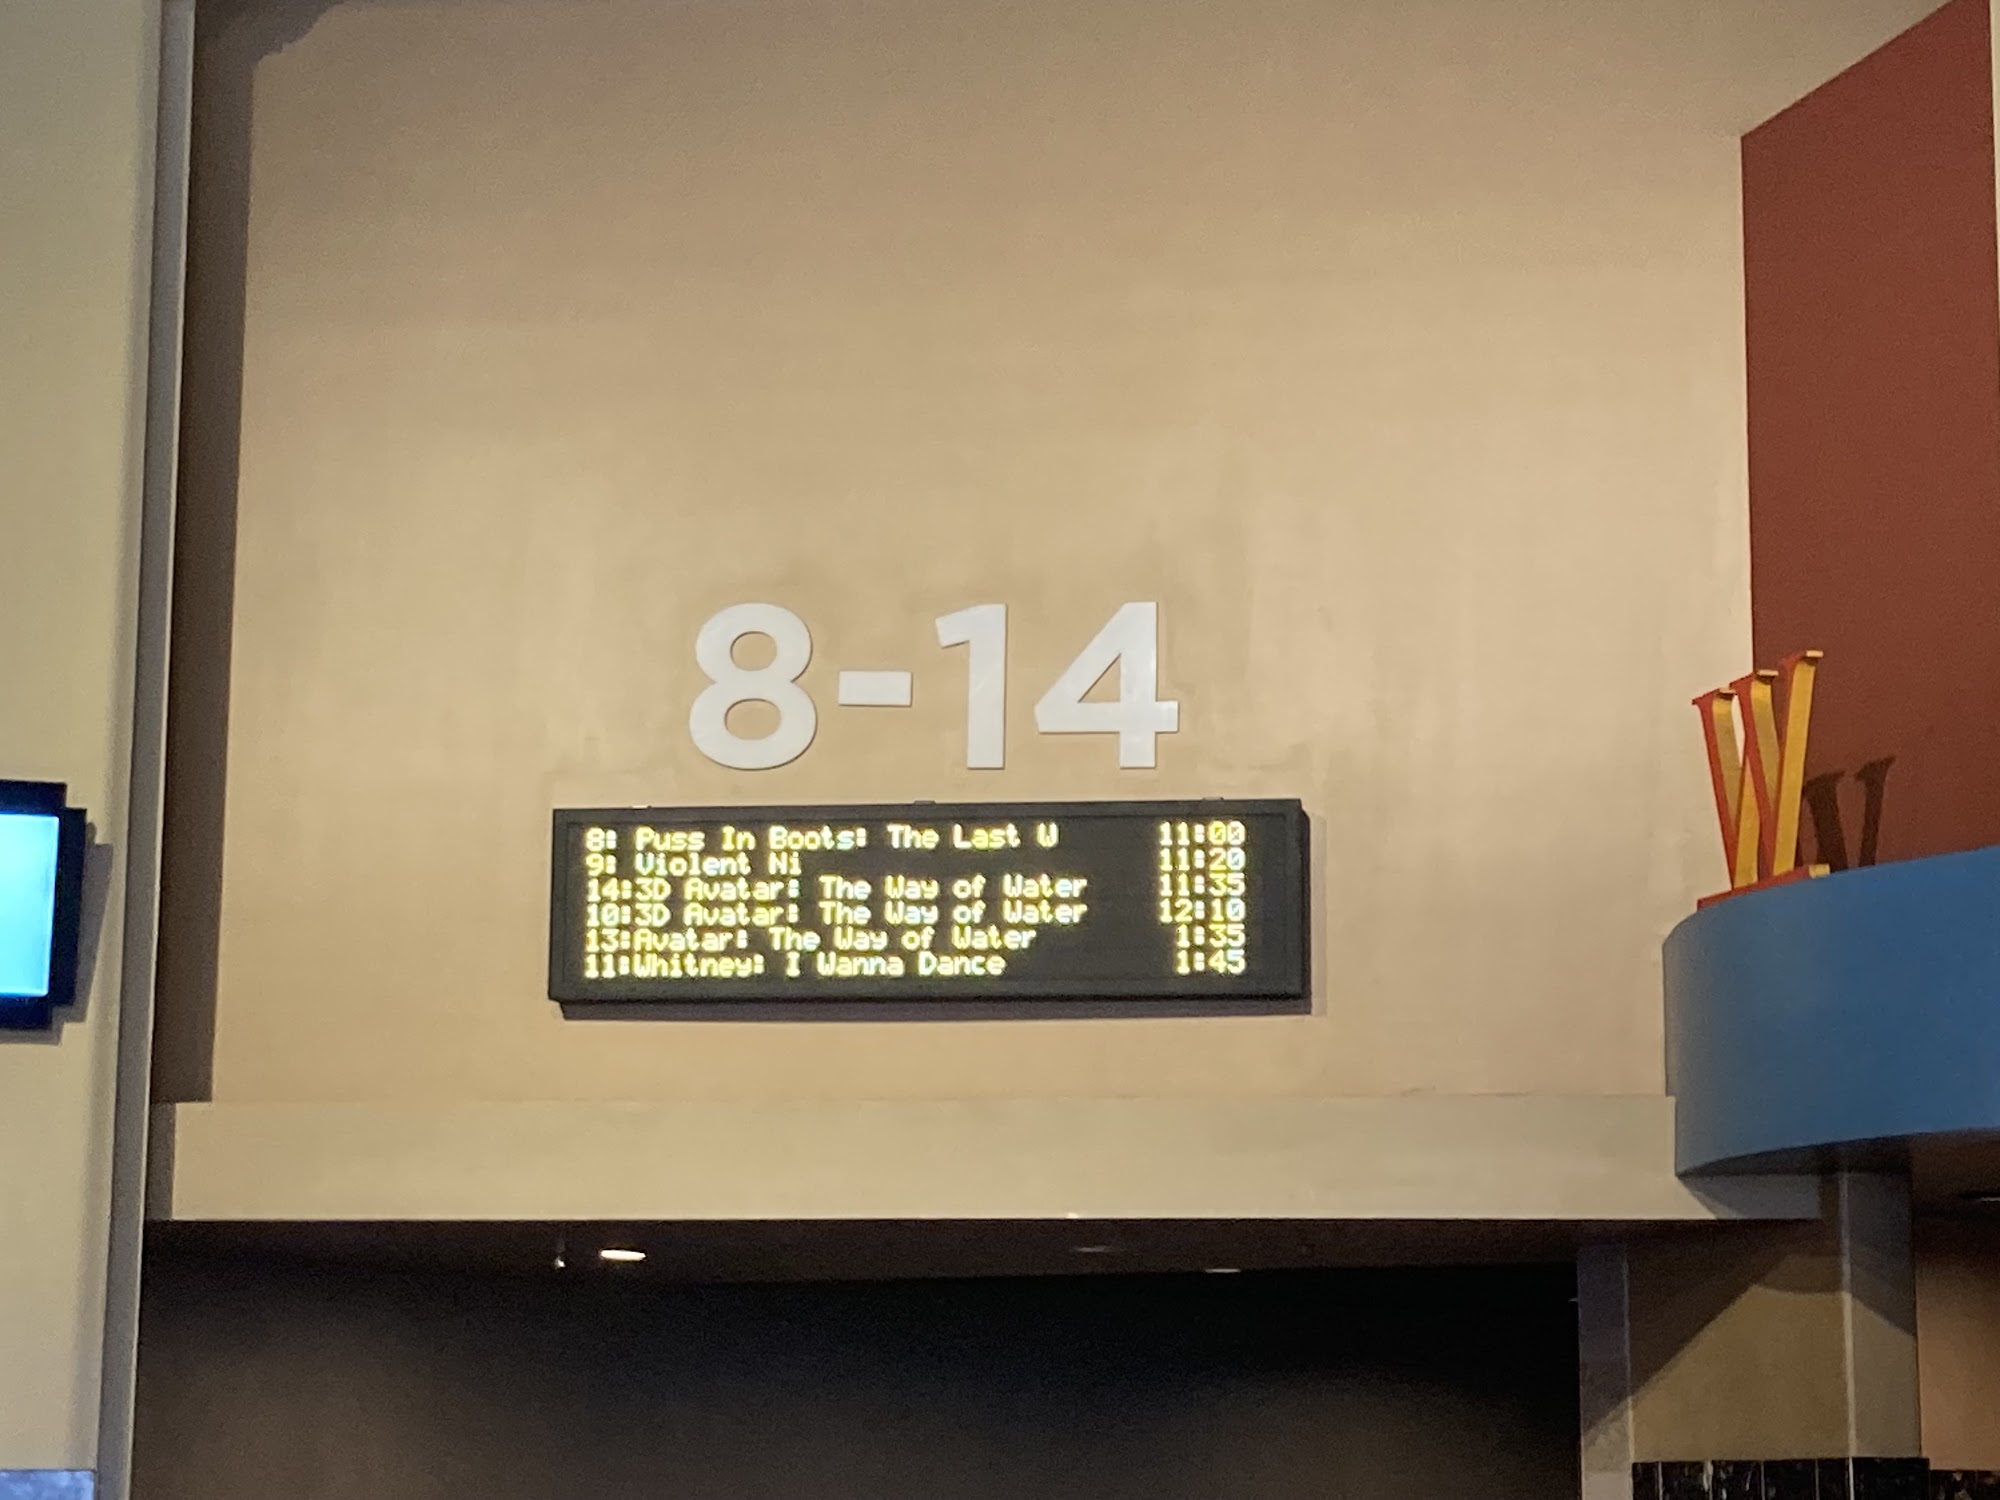 8-14
8: Puss In Boots: The Last W 11:00
9: Violent Ni 11:20
14:3D Avatar: The Way of Water 11:35
10:3D Avatar: The Way of Water 12:10
13:Avatar: The Way of Water 1:35
11:Whitney: I Wanna Dance 1:45
W